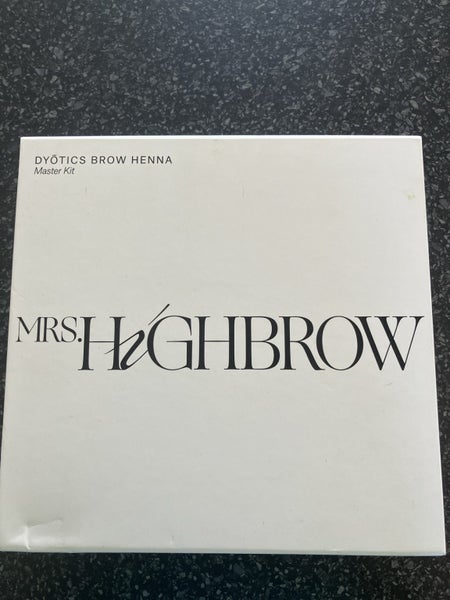 DYŌTICS BROW HENNA
Master Kit
MRS. HiGHBROW